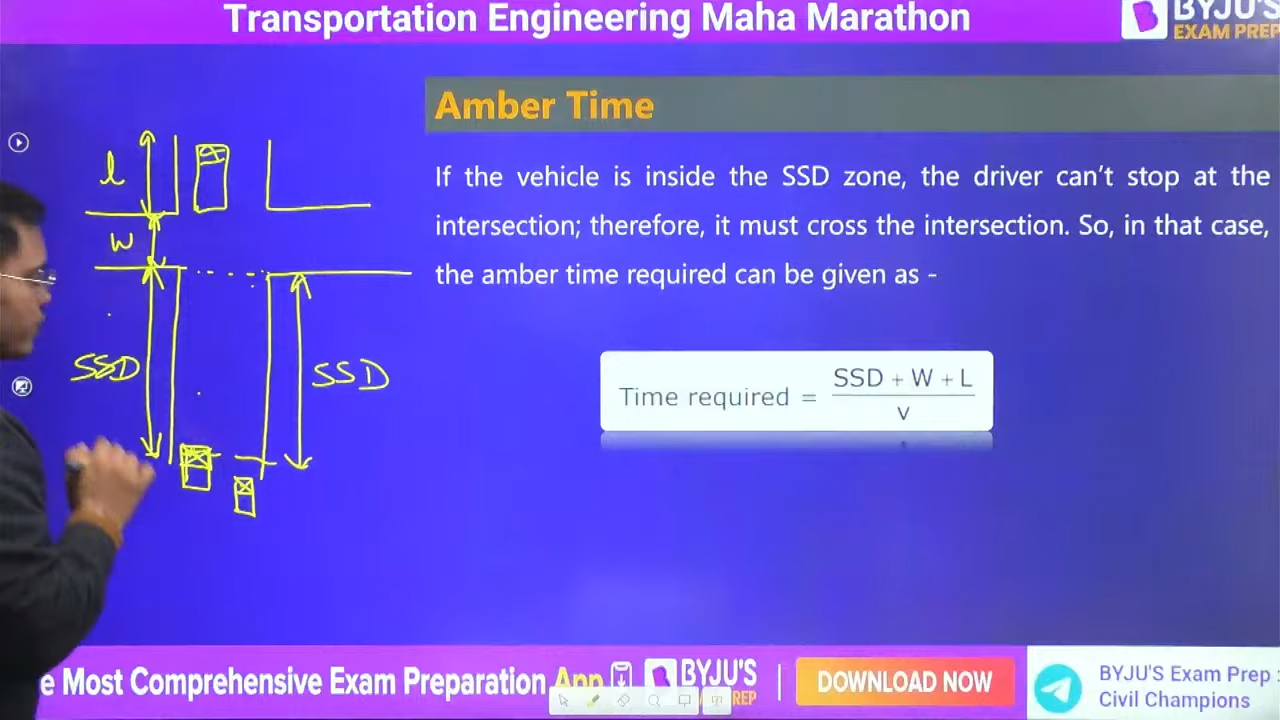 Transportation Engineering Maha Marathon
BYJU'S
EXAM PREP
Amber Time
If the vehicle is inside the SSD zone, the driver can't stop at the
intersection; therefore, it must cross the intersection. So, in that case,
the amber time required can be given as -
Time required = SSD + W + L
v
l
W
SSD
SSD
e Most Comprehensive Exam Preparation App
BYJU'S
PREP
DOWNLOAD NOW
BYJU'S Exam Prep :
Civil Champions